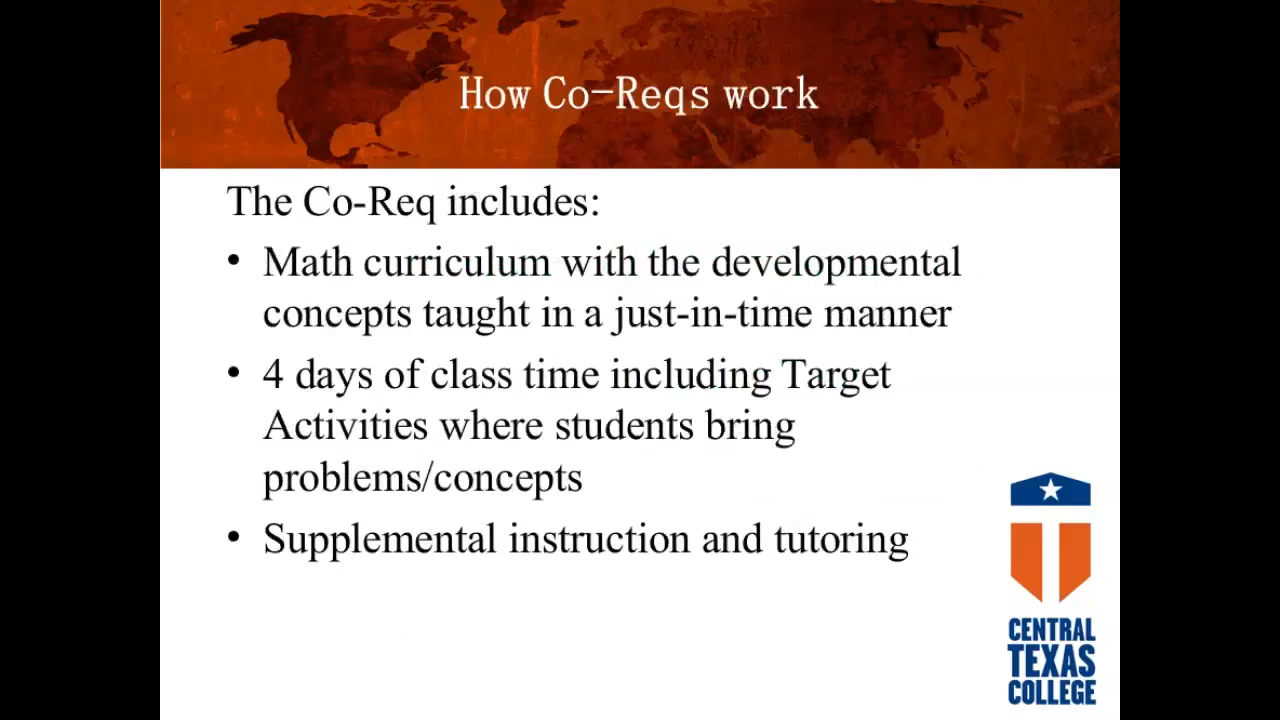 How Co-Reqs work
The Co-Req includes:
• Math curriculum with the developmental
concepts taught in a just-in-time manner
• 4 days of class time including Target
Activities where students bring
problems/concepts
• Supplemental instruction and tutoring
CENTRAL
TEXAS
COLLEGE